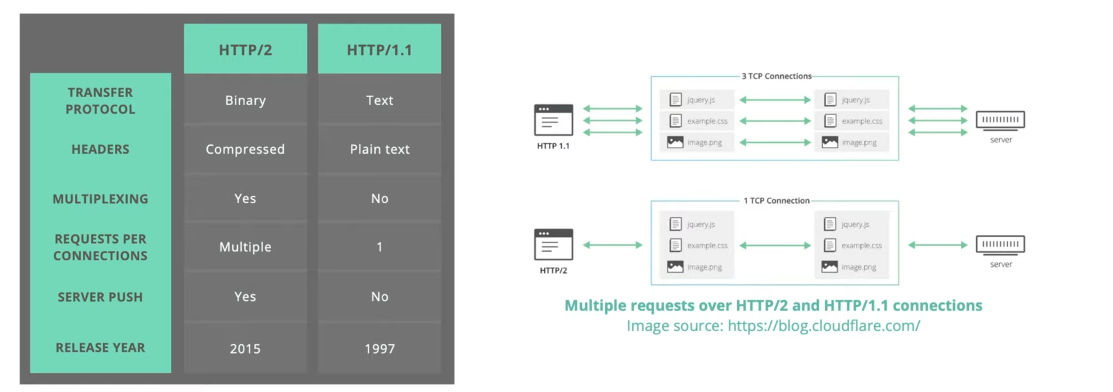 HTTP/2 HTTP/1.1
TRANSFER
PROTOCOL
Binary Text
HEADERS Compressed Plain text
MULTIPLEXING Yes No
REQUESTS PER
CONNECTIONS
Multiple 1
SERVER PUSH Yes No
RELEASE YEAR 2015 1997
3 TCP Connections
jquery.js jquery.js
example.css example.css
image.png image.png
HTTP 1.1
server
1 TCP Connection
jquery.js jquery.js
example.css example.css
image.png image.png
HTTP/2
server
Multiple requests over HTTP/2 and HTTP/1.1 connections
Image source: https://blog.cloudflare.com/